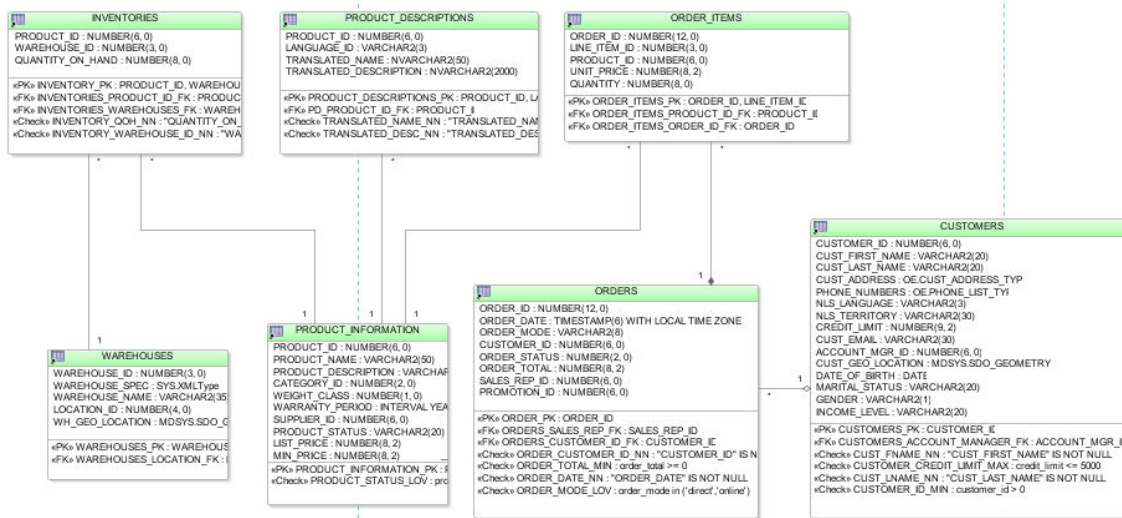 INVENTORIES
PRODUCT_ID : NUMBER(6, 0)
WAREHOUSE_ID : NUMBER(3, 0)
QUANTITY_ON_HAND : NUMBER(8, 0)
«PK» INVENTORY_PK : PRODUCT_ID, WAREHOU
«FK» INVENTORIES_PRODUCT_ID_FK : PRODUC
«FK» INVENTORIES_WAREHOUSES_FK : WAREH
«Check» INVENTORY_QOH_NN : "QUANTITY_ON_
«Check» INVENTORY_WAREHOUSE_ID_NN : "WA
PRODUCT_DESCRIPTIONS
PRODUCT_ID : NUMBER(6, 0)
LANGUAGE_ID : VARCHAR2(3)
TRANSLATED_NAME : NVARCHAR2(50)
TRANSLATED_DESCRIPTION : NVARCHAR2(2000)
«PK» PRODUCT_DESCRIPTIONS_PK : PRODUCT_ID, LA
«FK» PD_PRODUCT_ID_FK : PRODUCT_I
«Check» TRANSLATED_NAME_NN : "TRANSLATED_NA
«Check» TRANSLATED_DESC_NN : "TRANSLATED_DES
ORDER_ITEMS
ORDER_ID : NUMBER(12, 0)
LINE_ITEM_ID : NUMBER(3, 0)
PRODUCT_ID : NUMBER(6, 0)
UNIT_PRICE : NUMBER(8, 2)
QUANTITY : NUMBER(8, 0)
«PK» ORDER_ITEMS_PK : ORDER_ID, LINE_ITEM_ID
«FK» ORDER_ITEMS_PRODUCT_ID_FK : PRODUCT_I
«FK» ORDER_ITEMS_ORDER_ID_FK : ORDER_ID
* * * * *
1 1 1 1 1
WAREHOUSES
WAREHOUSE_ID : NUMBER(3, 0)
WAREHOUSE_SPEC : SYS.XMLType
WAREHOUSE_NAME : VARCHAR2(35
LOCATION_ID : NUMBER(4, 0)
WH_GEO_LOCATION : MDSYS.SDO_G
«PK» WAREHOUSES_PK : WAREHOUS
«FK» WAREHOUSES_LOCATION_FK :
PRODUCT_INFORMATION
PRODUCT_ID : NUMBER(6, 0)
PRODUCT_NAME : VARCHAR2(50)
PRODUCT_DESCRIPTION : VARCHAR
CATEGORY_ID : NUMBER(2, 0)
WEIGHT_CLASS : NUMBER(1, 0)
WARRANTY_PERIOD : INTERVAL YEA
SUPPLIER_ID : NUMBER(6, 0)
PRODUCT_STATUS : VARCHAR2(20)
LIST_PRICE : NUMBER(8, 2)
MIN_PRICE : NUMBER(8, 2)
«PK» PRODUCT_INFORMATION_PK : P
«Check» PRODUCT_STATUS_LOV : pro
ORDERS
ORDER_ID : NUMBER(12, 0)
ORDER_DATE : TIMESTAMP(6) WITH LOCAL TIME ZONE
ORDER_MODE : VARCHAR2(8)
CUSTOMER_ID : NUMBER(6, 0)
ORDER_STATUS : NUMBER(2, 0)
ORDER_TOTAL : NUMBER(8, 2)
SALES_REP_ID : NUMBER(6, 0)
PROMOTION_ID : NUMBER(6, 0)
«PK» ORDER_PK : ORDER_ID
«FK» ORDERS_SALES_REP_FK : SALES_REP_ID
«FK» ORDERS_CUSTOMER_ID_FK : CUSTOMER_ID
«Check» ORDER_CUSTOMER_ID_NN : "CUSTOMER_ID" IS N
«Check» ORDER_TOTAL_MIN : order_total >= 0
«Check» ORDER_DATE_NN : "ORDER_DATE" IS NOT NULL
«Check» ORDER_MODE_LOV : order_mode in ('direct','online')
* 1
CUSTOMERS
CUSTOMER_ID : NUMBER(6, 0)
CUST_FIRST_NAME : VARCHAR2(20)
CUST_LAST_NAME : VARCHAR2(20)
CUST_ADDRESS : OE.CUST_ADDRESS_TYP
PHONE_NUMBERS : OE.PHONE_LIST_TYP
NLS_LANGUAGE : VARCHAR2(3)
NLS_TERRITORY : VARCHAR2(30)
CREDIT_LIMIT : NUMBER(9, 2)
CUST_EMAIL : VARCHAR2(30)
ACCOUNT_MGR_ID : NUMBER(6, 0)
CUST_GEO_LOCATION : MDSYS.SDO_GEOMETRY
DATE_OF_BIRTH : DATE
MARITAL_STATUS : VARCHAR2(20)
GENDER : VARCHAR2(1)
INCOME_LEVEL : VARCHAR2(20)
«PK» CUSTOMERS_PK : CUSTOMER_ID
«FK» CUSTOMERS_ACCOUNT_MANAGER_FK : ACCOUNT_MGR_I
«Check» CUST_FNAME_NN : "CUST_FIRST_NAME" IS NOT NULL
«Check» CUSTOMER_CREDIT_LIMIT_MAX : credit_limit <= 5000
«Check» CUST_LNAME_NN : "CUST_LAST_NAME" IS NOT NULL
«Check» CUSTOMER_ID_MIN : customer_id > 0